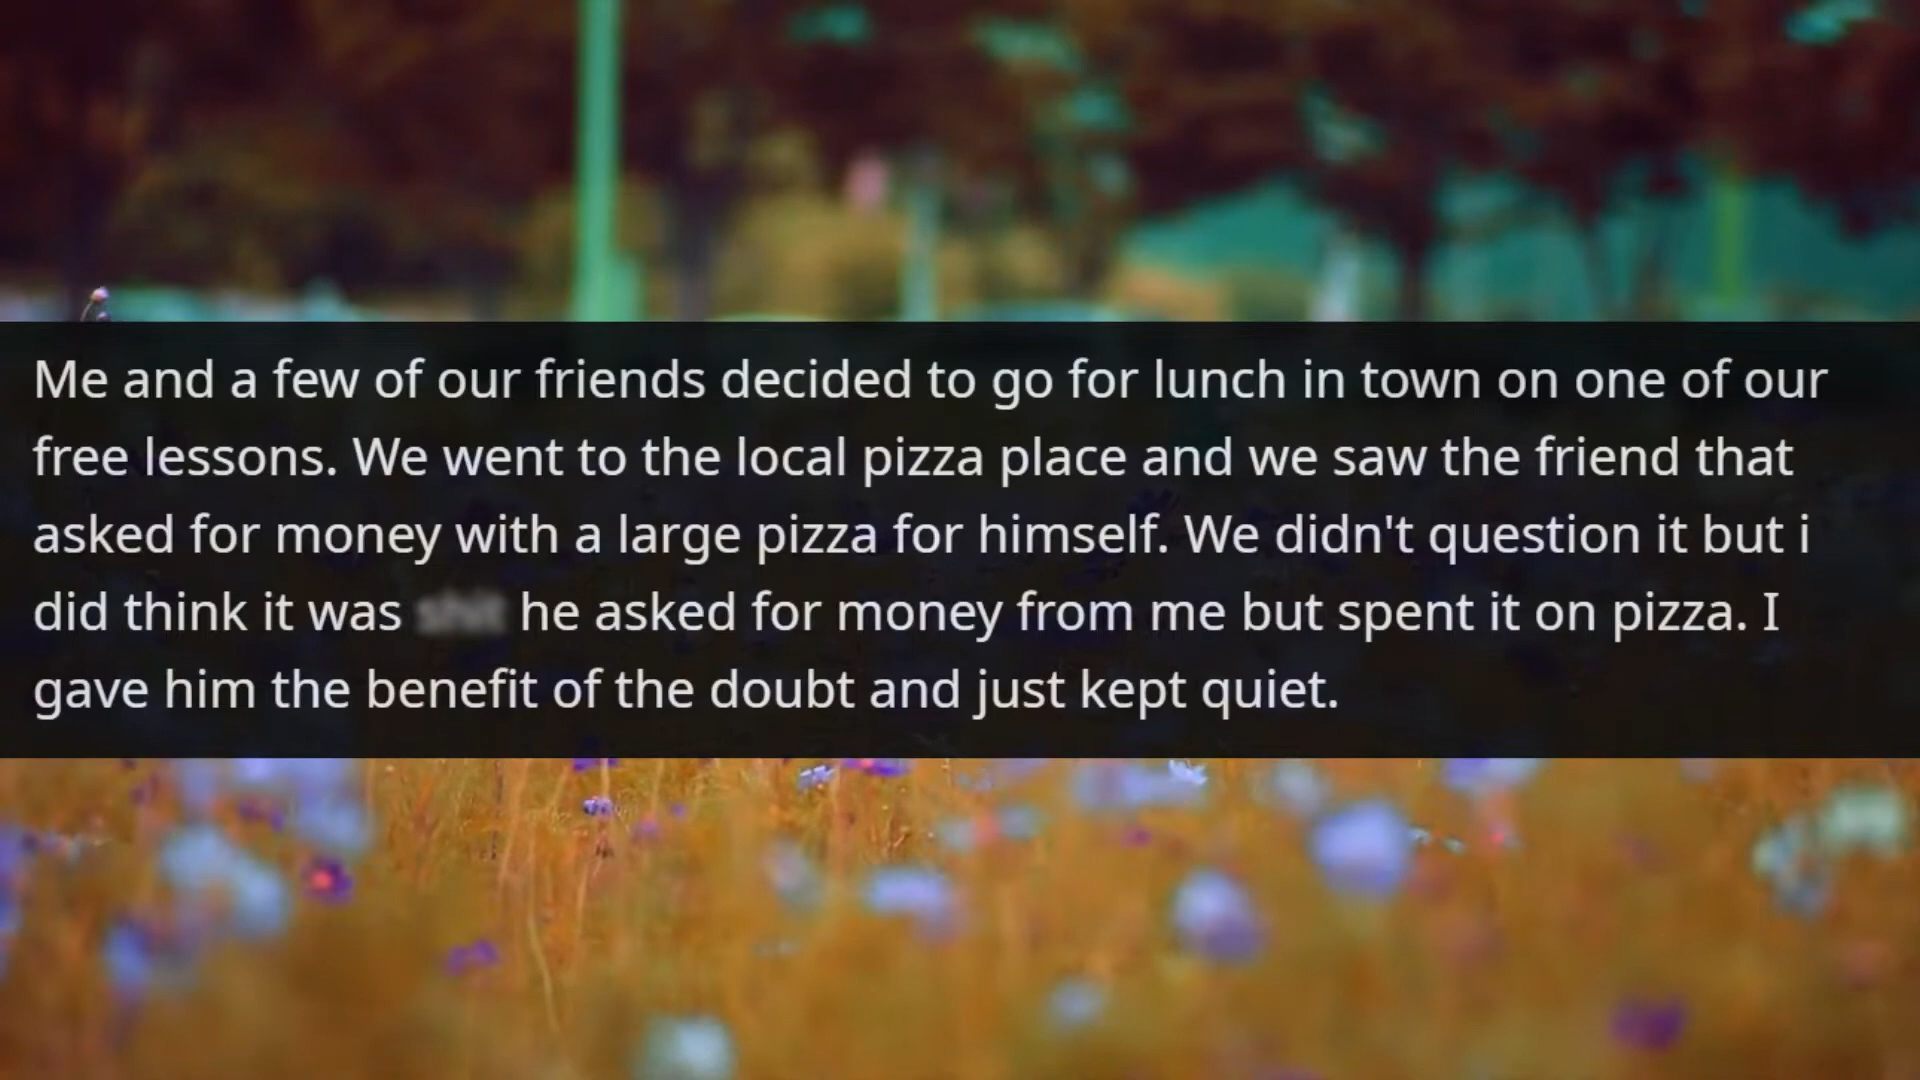 Me and a few of our friends decided to go for lunch in town on one of our
free lessons. We went to the local pizza place and we saw the friend that
asked for money with a large pizza for himself. We didn't question it but i
did think it was shit he asked for money from me but spent it on pizza. I
gave him the benefit of the doubt and just kept quiet.